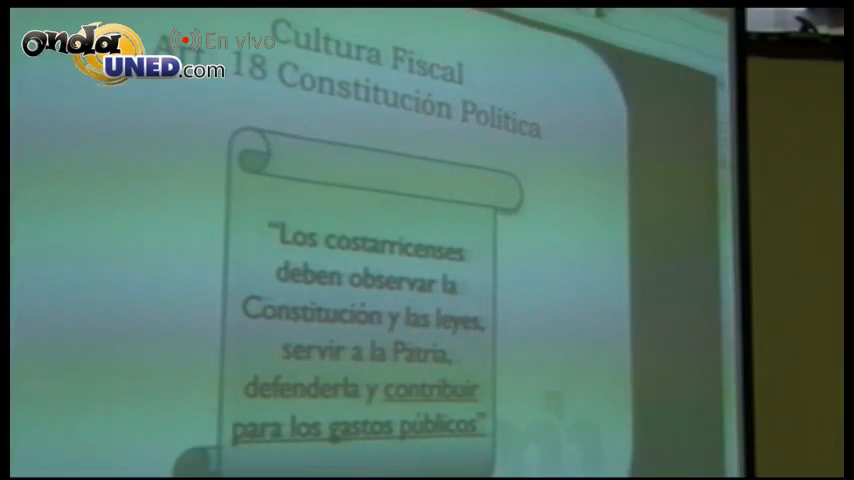 onda
UNED.com
En vivo
Cultura Fiscal
Art. 18 Constitución Política
“Los costarricenses
deben observar la
Constitución y las leyes,
servir a la Patria,
defenderla y contribuir
para los gastos públicos”